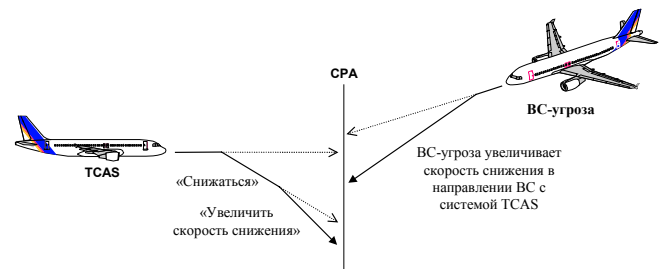 CPA
ВС-угроза
TCAS
«Снижаться»
«Увеличить
скорость снижения»
ВС-угроза увеличивает
скорость снижения в
направлении ВС с
системой TCAS